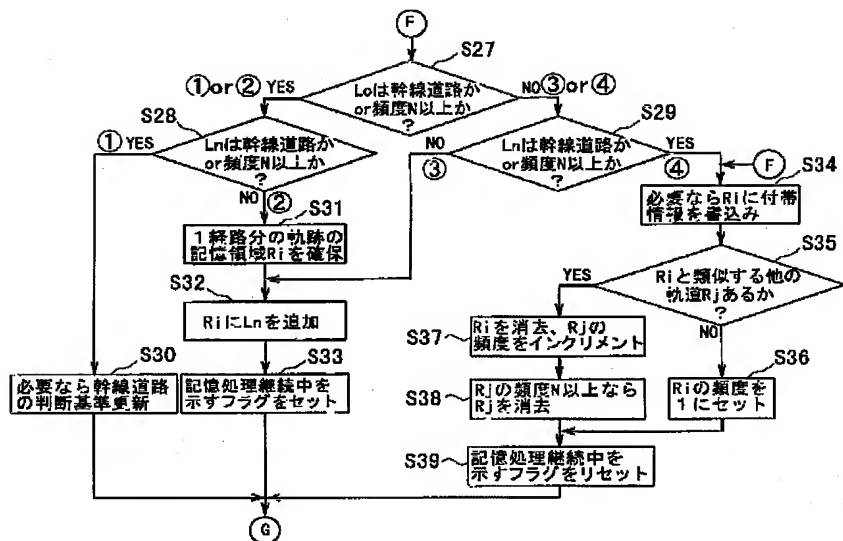 F
S27
①or② YES
NO ③or④
Loは幹線道路か
or頻度N以上か
?
S28
S29
① YES
Lnは幹線道路か
or頻度N以上か
?
NO
②
NO
③
Lnは幹線道路か
or頻度N以上か
?
YES
④
F
S34
必要ならRiに付帯
情報を書込み
S31
1経路分の軌跡の
記憶領域Riを確保
S35
Riと類似する他の
軌道Rjあるか
?
YES
NO
S32
RiにLnを追加
S37
Riを消去、Rjの
頻度をインクリメント
S30
必要なら幹線道路
の判断基準更新
S33
記憶処理継続中を
示すフラグをセット
S38
Rjの頻度N以上なら
Rjを消去
S36
Riの頻度を
1にセット
S39
記憶処理継続中を
示すフラグをリセット
G